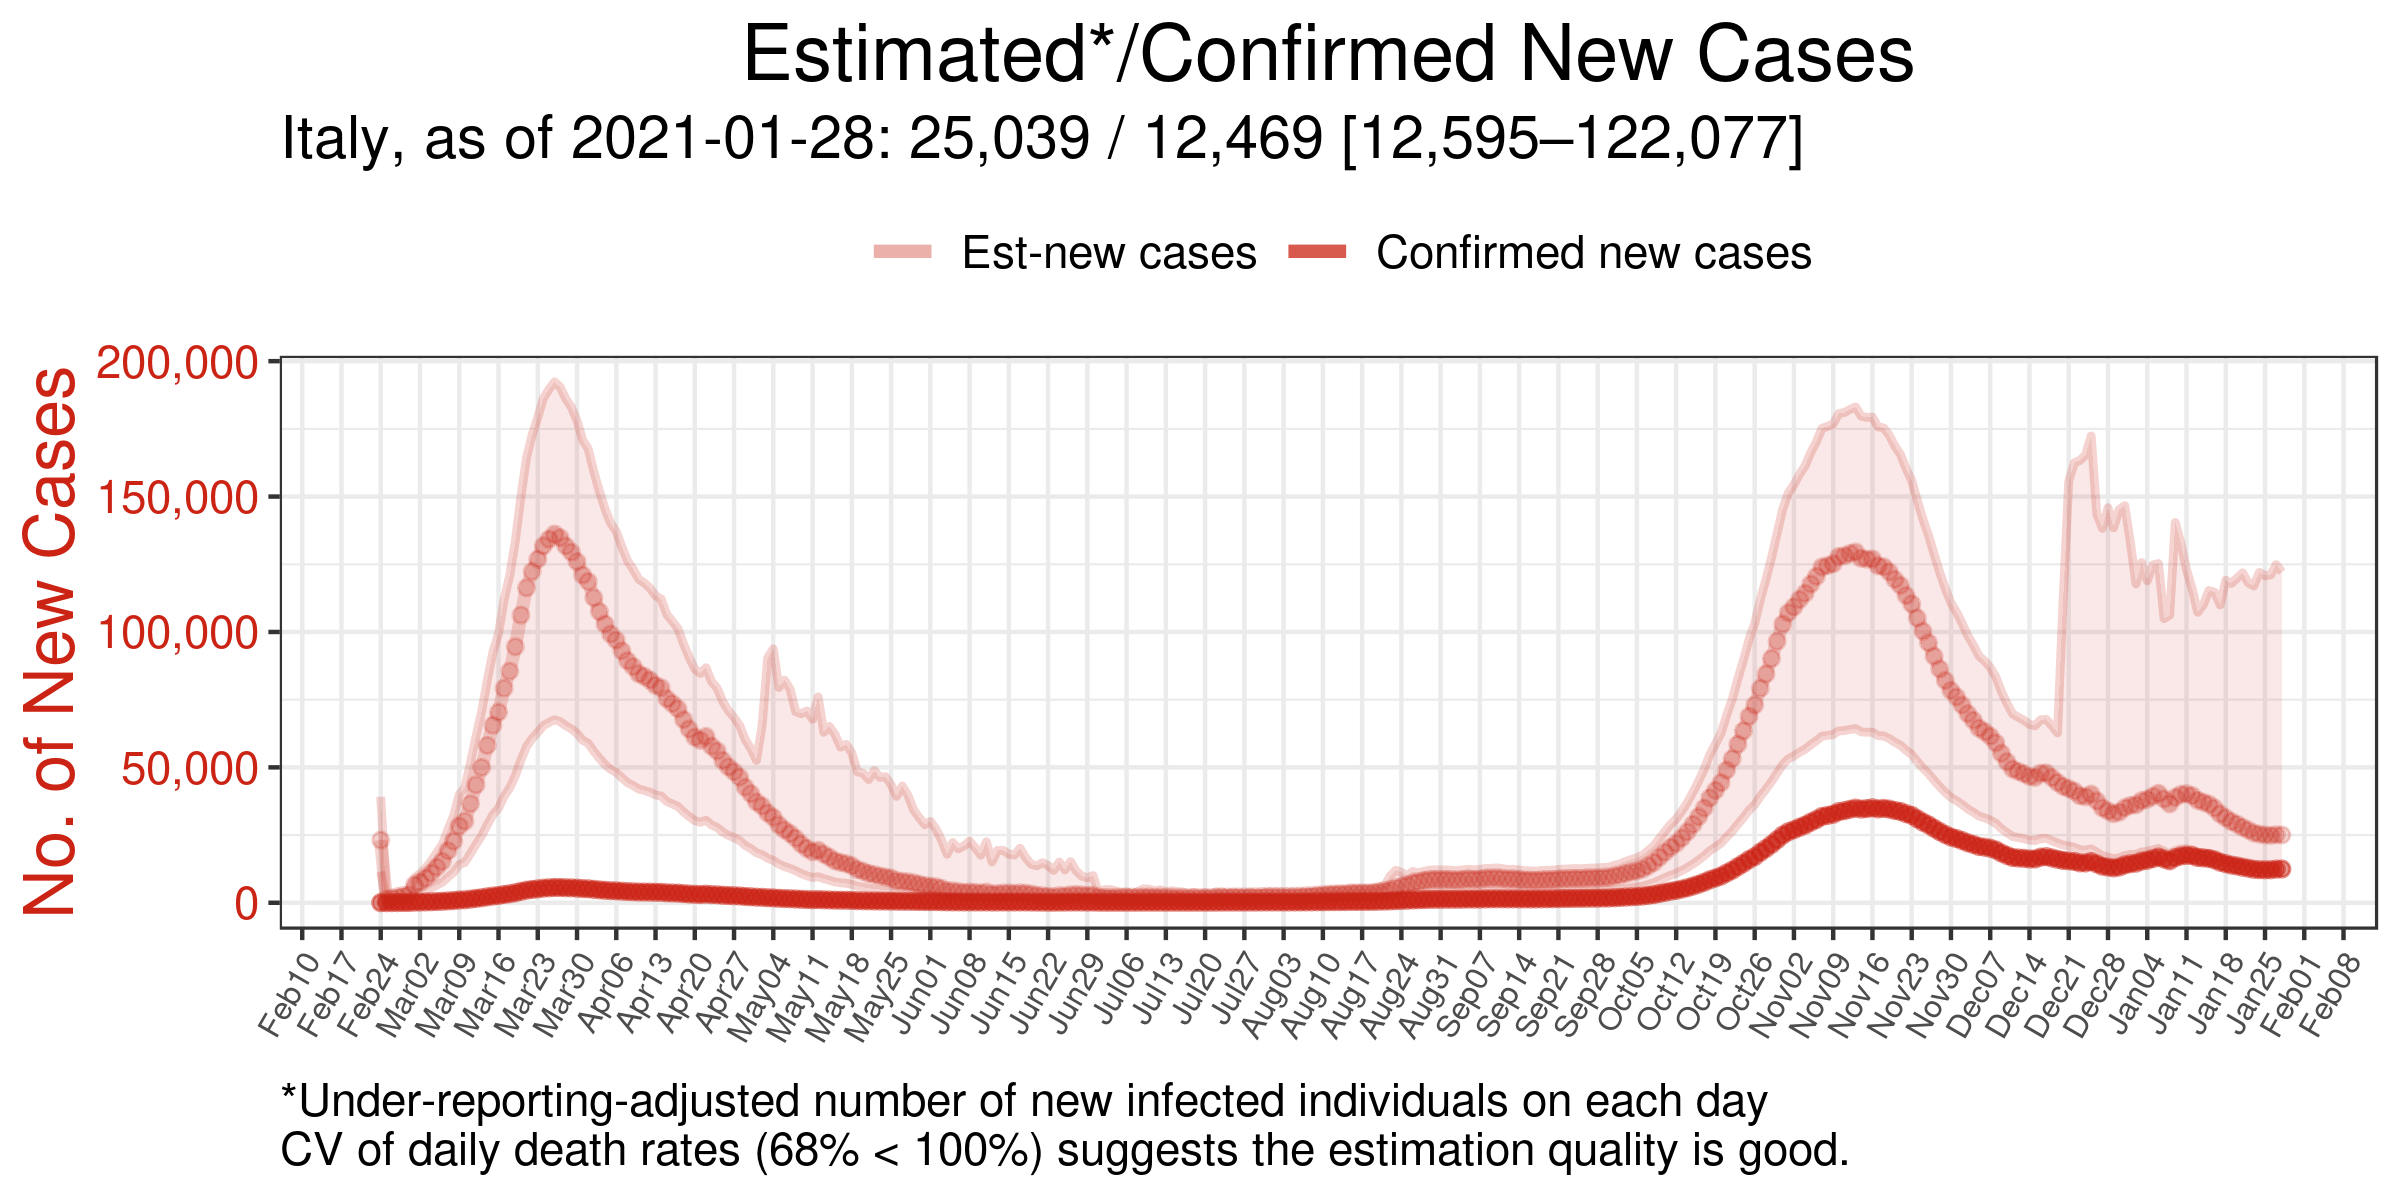 Estimated*/Confirmed New Cases
Italy, as of 2021-01-28: 25,039 / 12,469 [12,595–122,077]
Est-new cases
Confirmed new cases
No. of New Cases
200,000
150,000
100,000
50,000
0
Feb10
Feb17
Feb24
Mar02
Mar09
Mar16
Mar23
Mar30
Apr06
Apr13
Apr20
Apr27
May04
May11
May18
May25
Jun01
Jun08
Jun15
Jun22
Jun29
Jul06
Jul13
Jul20
Jul27
Aug03
Aug10
Aug17
Aug24
Aug31
Sep07
Sep14
Sep21
Sep28
Oct05
Oct12
Oct19
Oct26
Nov02
Nov09
Nov16
Nov23
Nov30
Dec07
Dec14
Dec21
Dec28
Jan04
Jan11
Jan18
Jan25
Feb01
Feb08
*Under-reporting-adjusted number of new infected individuals on each day
CV of daily death rates (68% < 100%) suggests the estimation quality is good.